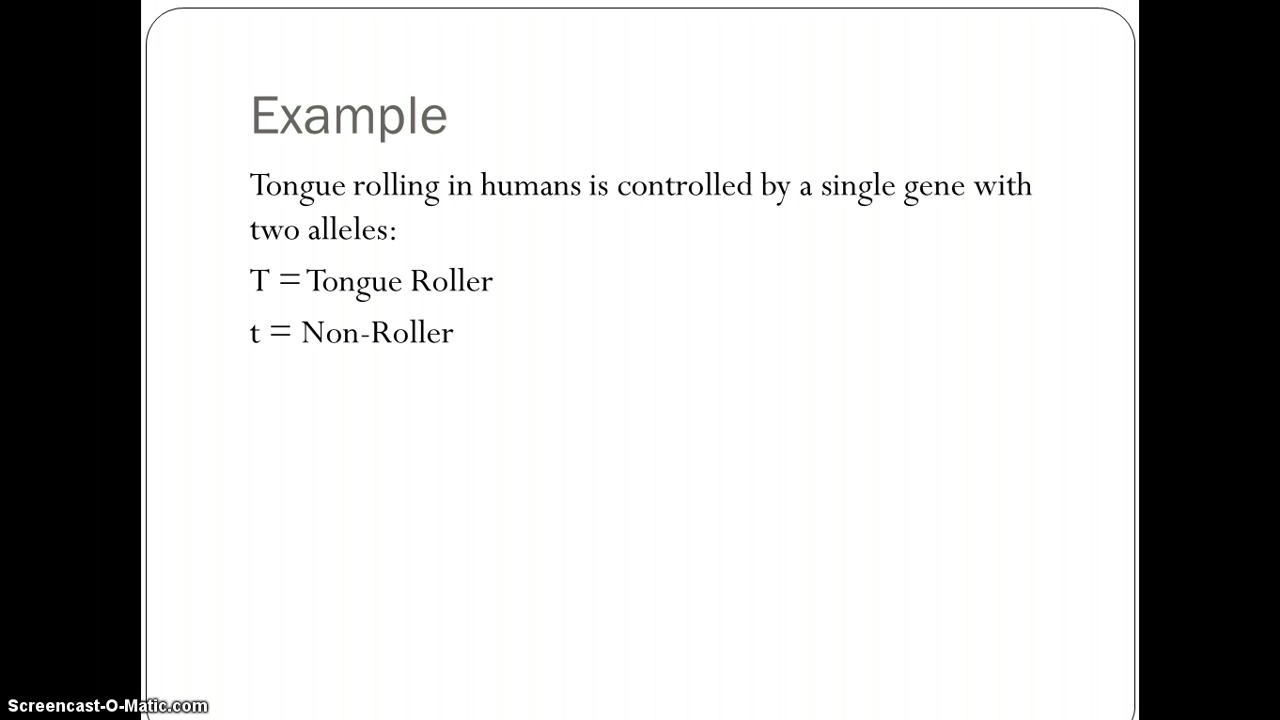 Example
Tongue rolling in humans is controlled by a single gene with
two alleles:
T = Tongue Roller
t = Non-Roller
Screencast-O-Matic.com